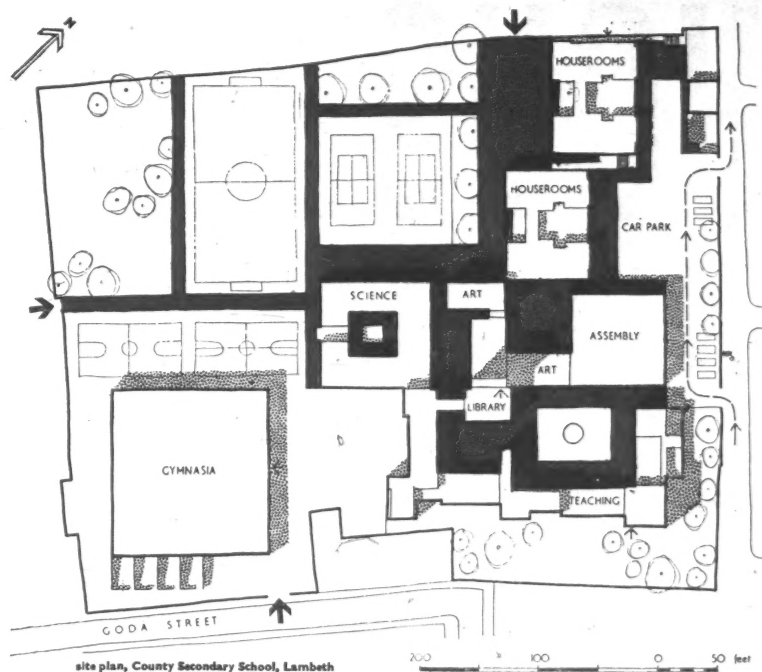 N
HOUSEROOMS
HOUSEROOMS
CAR PARK
SCIENCE
ART
ASSEMBLY
ART
LIBRARY
GYMNASIA
TEACHING
GODA STREET
site plan, County Secondary School, Lambeth
200 100 0 50 feet